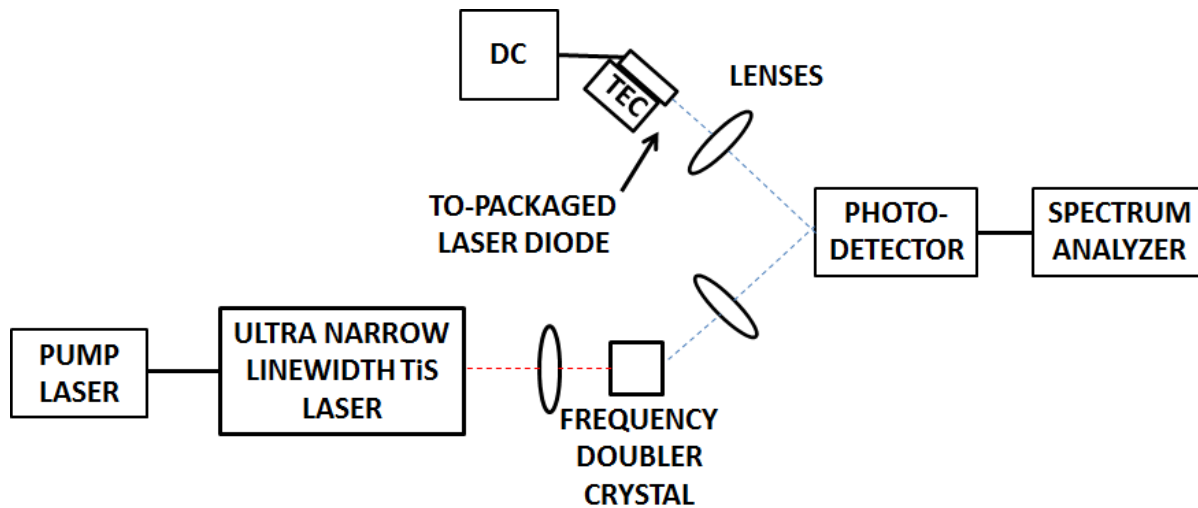 DC
TEC
LENSES
TO-PACKAGED
LASER DIODE
PHOTO-
DETECTOR
SPECTRUM
ANALYZER
PUMP
LASER
ULTRA NARROW
LINEWIDTH TiS
LASER
FREQUENCY
DOUBLER
CRYSTAL